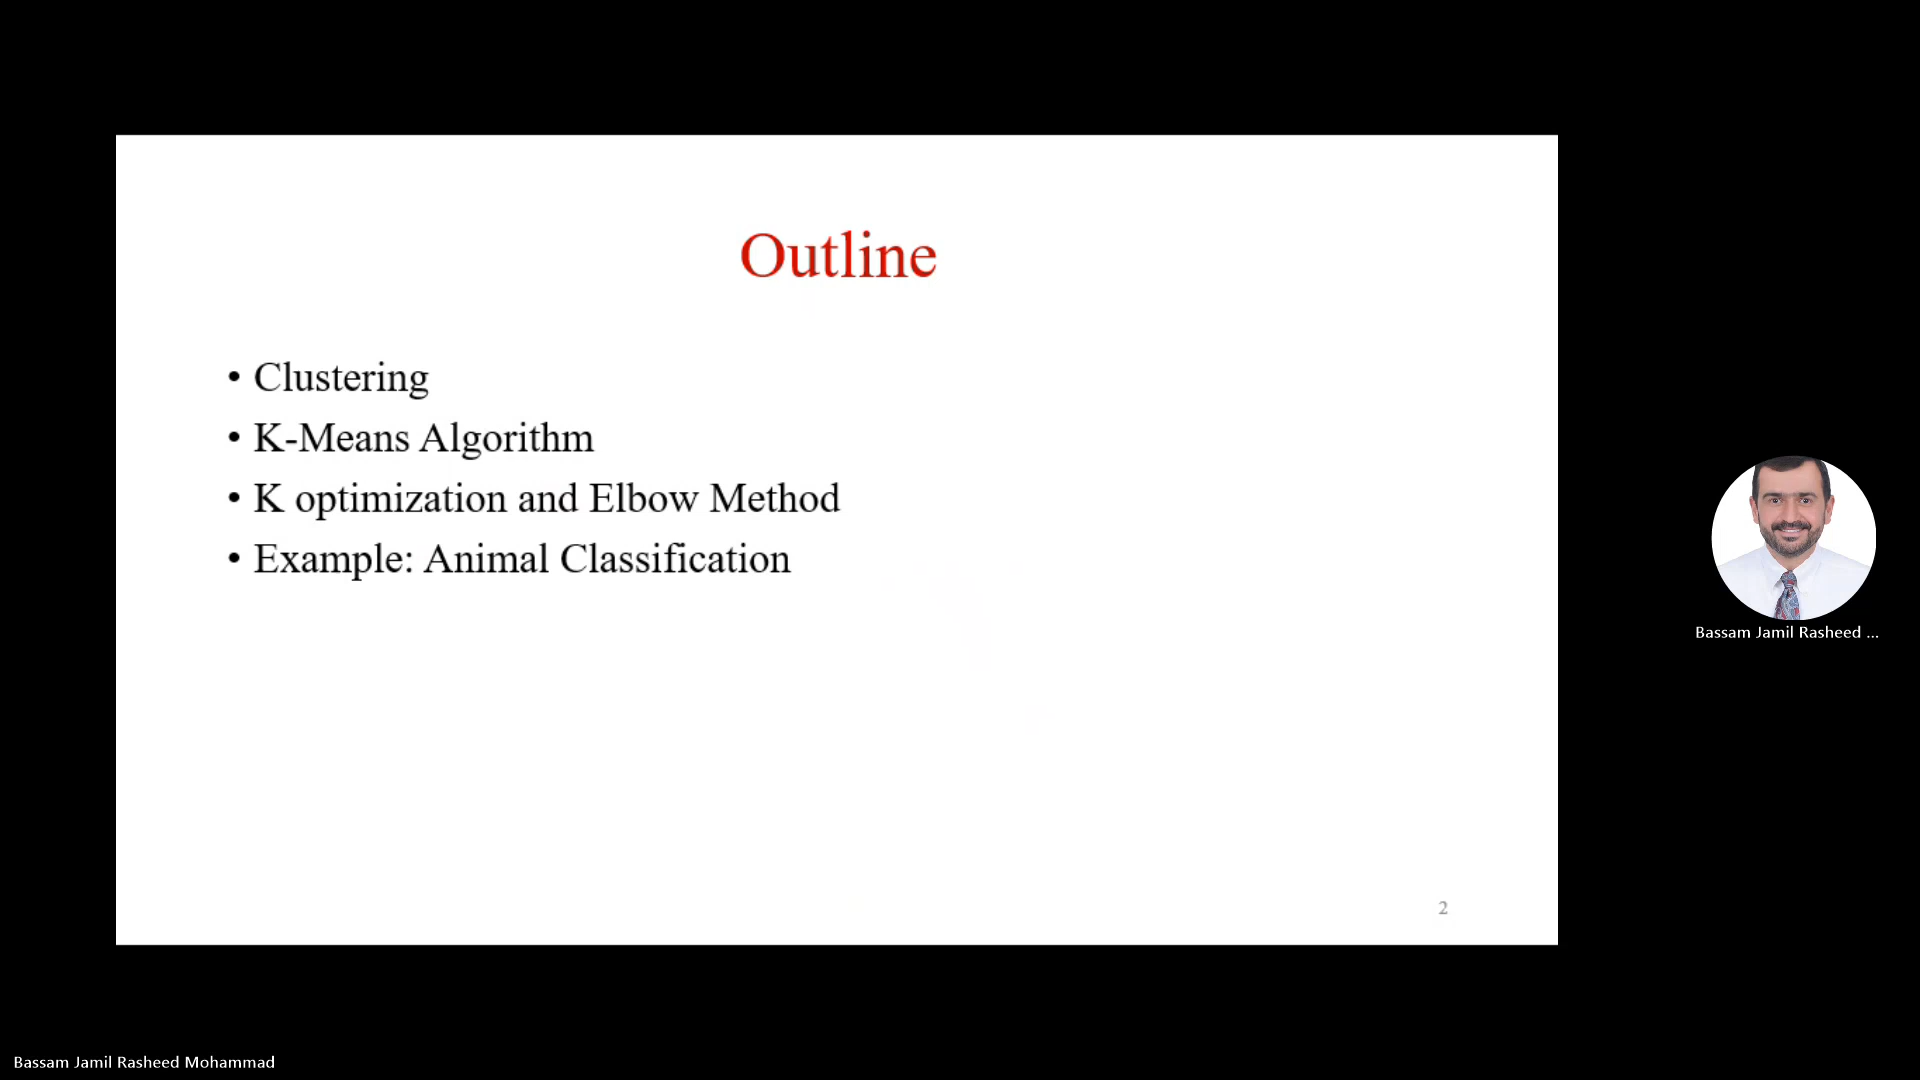 Outline
• Clustering
• K-Means Algorithm
• K optimization and Elbow Method
• Example: Animal Classification
2
Bassam Jamil Rasheed ...
Bassam Jamil Rasheed Mohammad